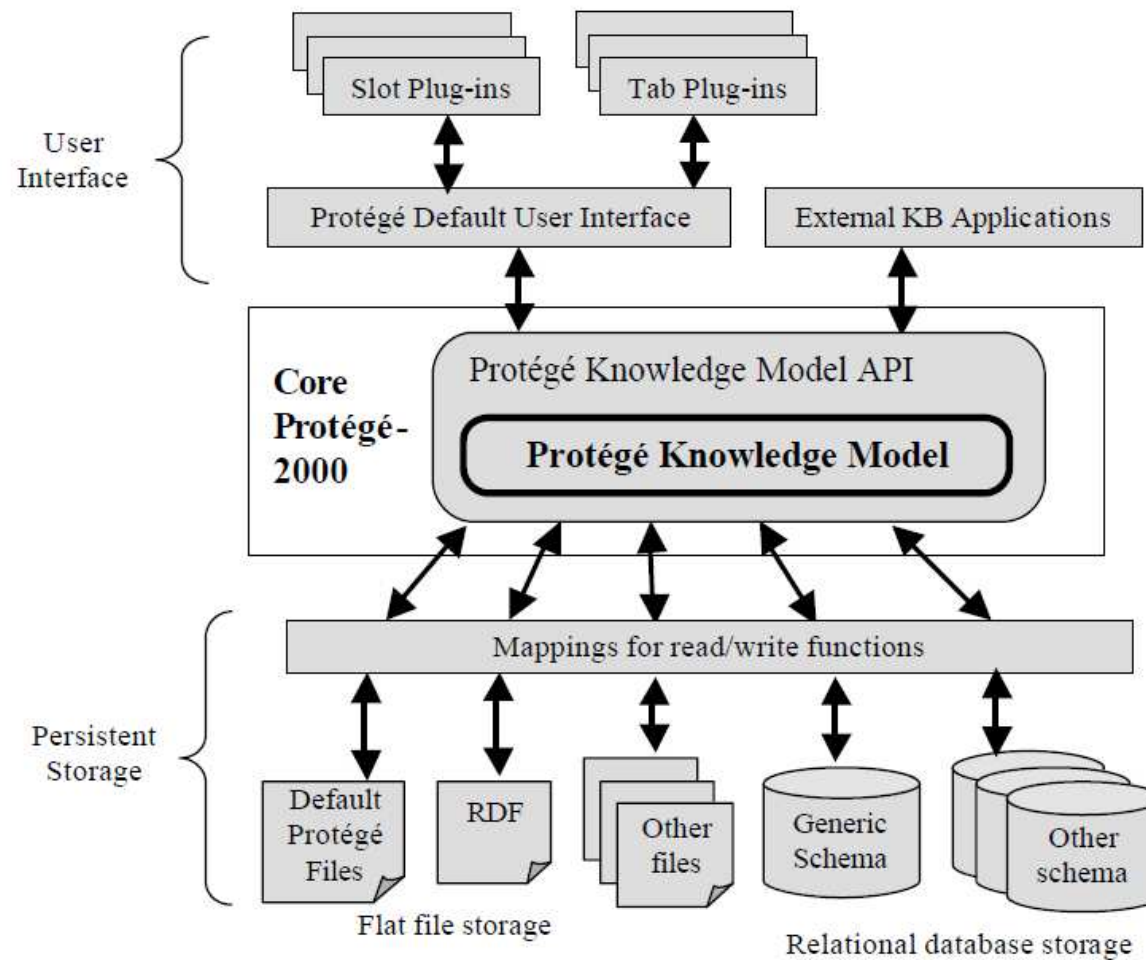 Slot Plug-ins
Tab Plug-ins
User
Interface
Protégé Default User Interface
External KB Applications
Core
Protégé-
2000
Protégé Knowledge Model API
Protégé Knowledge Model
Mappings for read/write functions
Persistent
Storage
Default
Protégé
Files
RDF
Other
files
Generic
Schema
Other
schema
Flat file storage
Relational database storage